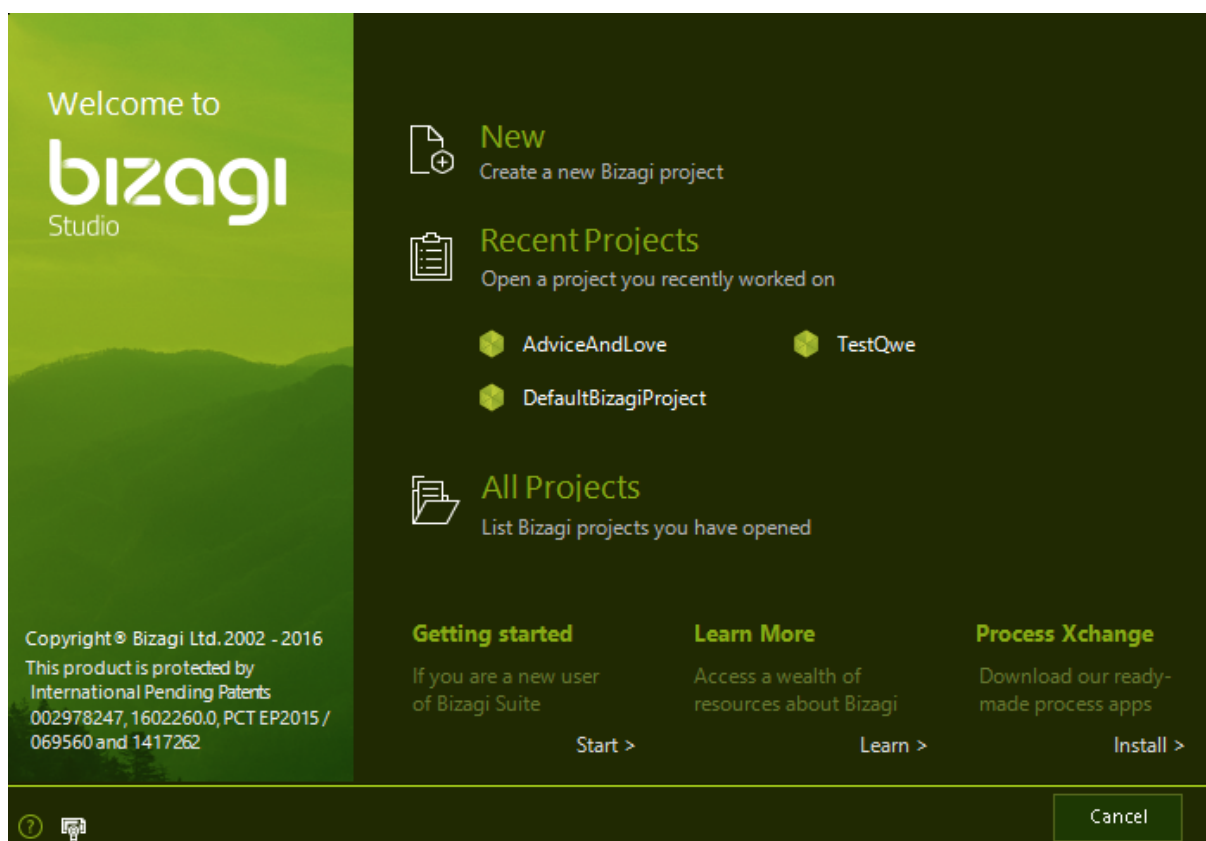 Welcome to
bizagi
Studio
New
Create a new Bizagi project
Recent Projects
Open a project you recently worked on
AdviceAndLove
TestQwe
DefaultBizagiProject
All Projects
List Bizagi projects you have opened
Copyright® Bizagi Ltd. 2002 - 2016
This product is protected by
International Pending Patents
002978247, 1602260.0, PCT EP2015 /
069560 and 1417262
Getting started
If you are a new user
of Bizagi Suite
Start >
Learn More
Access a wealth of
resources about Bizagi
Learn >
Process Xchange
Download our ready-
made process apps
Install >
?
Cancel